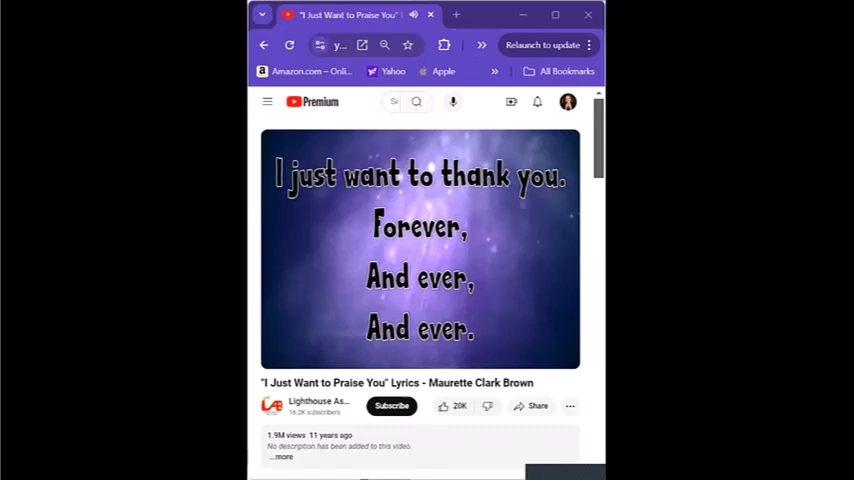 "I Just Want to Praise You"
y...
Relaunch to update
Amazon.com – Onli...
Yahoo
Apple
All Bookmarks
Premium
I just want to thank you.
Forever,
And ever,
And ever.
"I Just Want to Praise You" Lyrics - Maurette Clark Brown
Lighthouse As...
16.2K subscribers
Subscribe
20K
Share
1.9M views 11 years ago
No description has been added to this video.
...more